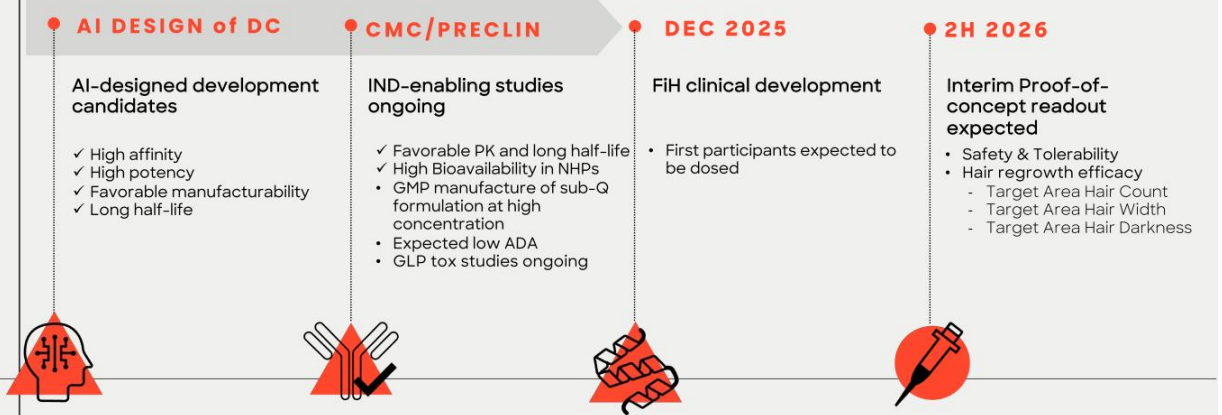 AI DESIGN of DC
AI-designed development
candidates
✓ High affinity
✓ High potency
✓ Favorable manufacturability
✓ Long half-life
CMC/PRECLIN
IND-enabling studies
ongoing
✓ Favorable PK and long half-life
✓ High Bioavailability in NHPs
• GMP manufacture of sub-Q
formulation at high
concentration
• Expected low ADA
• GLP tox studies ongoing
DEC 2025
FiH clinical development
• First participants expected to
be dosed
2H 2026
Interim Proof-of-
concept readout
expected
• Safety & Tolerability
• Hair regrowth efficacy
- Target Area Hair Count
- Target Area Hair Width
- Target Area Hair Darkness